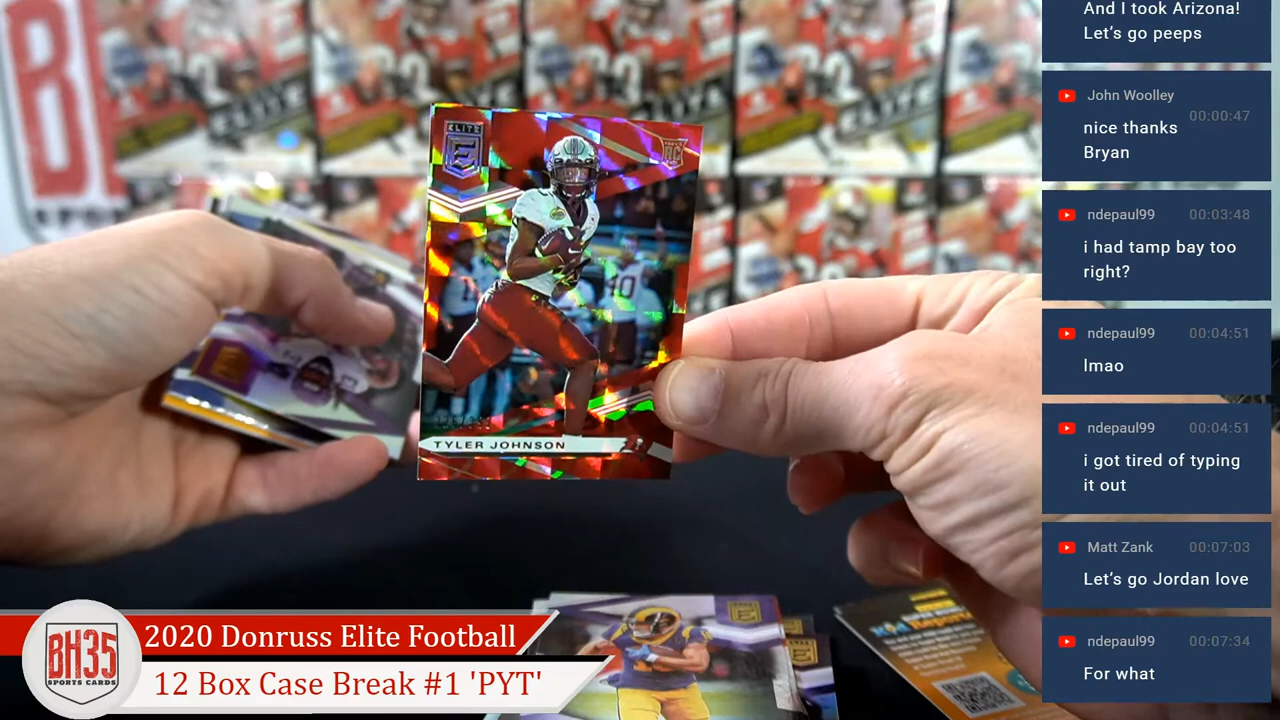 And I took Arizona!
Let's go peeps
John Woolley
00:00:47
nice thanks
Bryan
ndepaul99
00:03:48
i had tamp bay too
right?
ndepaul99
00:04:51
lmao
ndepaul99
00:04:51
i got tired of typing
it out
Matt Zank
00:07:03
Let's go Jordan love
ndepaul99
00:07:34
For what
ELITE
E
RC
TYLER JOHNSON
BH35
SPORTS CARDS
2020 Donruss Elite Football
12 Box Case Break #1 'PYT'